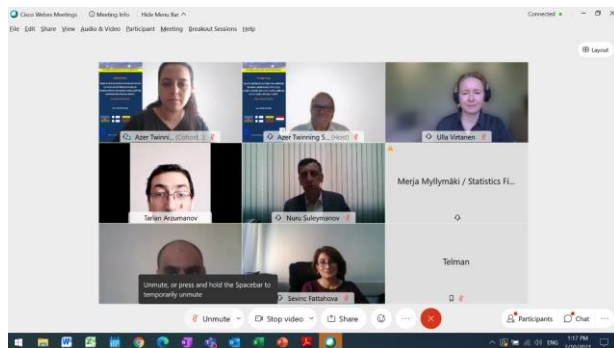 Cisco Webex Meetings
Meeting Info
Hide Menu Bar
Connected
File Edit Share View Audio & Video Participant Meeting Breakout Sessions Help
Layout
Azer Twinni... (Cohost)
Azer Twinning S... (Host)
Ulla Virtanen
Tarlan Arzumanov
Nuru Suleymanov
Merja Myllymäki / Statistics Fi...
Unmute, or press and hold the Spacebar to
temporarily unmute
Sevinc Fattahova
Telman
Unmute
Stop video
Share
Participants
Chat
ENG
1:17 PM